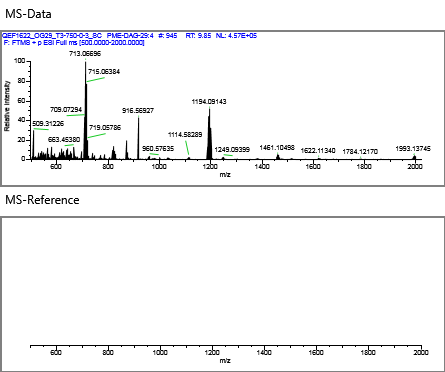 MS-Data
QEF1622_OG29_T3-750-0-3_8C PME-DAG-29:4 #: 945 RT: 9.85 NL: 4.57E+05
F: FTMS + p ESI Full ms [500.0000-2000.0000]
713.06696
100
715.06384
80
60
40
20
0
Relative Intensity
709.07294
509.31226
663.45380
719.05786
916.56927
960.57635
1114.58289
1194.09143
1249.09399
1461.10498
1622.11340
1784.12170
1993.13745
600 800 1000 1200 1400 1600 1800 2000
m/z
MS-Reference
600 800 1000 1200 1400 1600 1800 2000
m/z